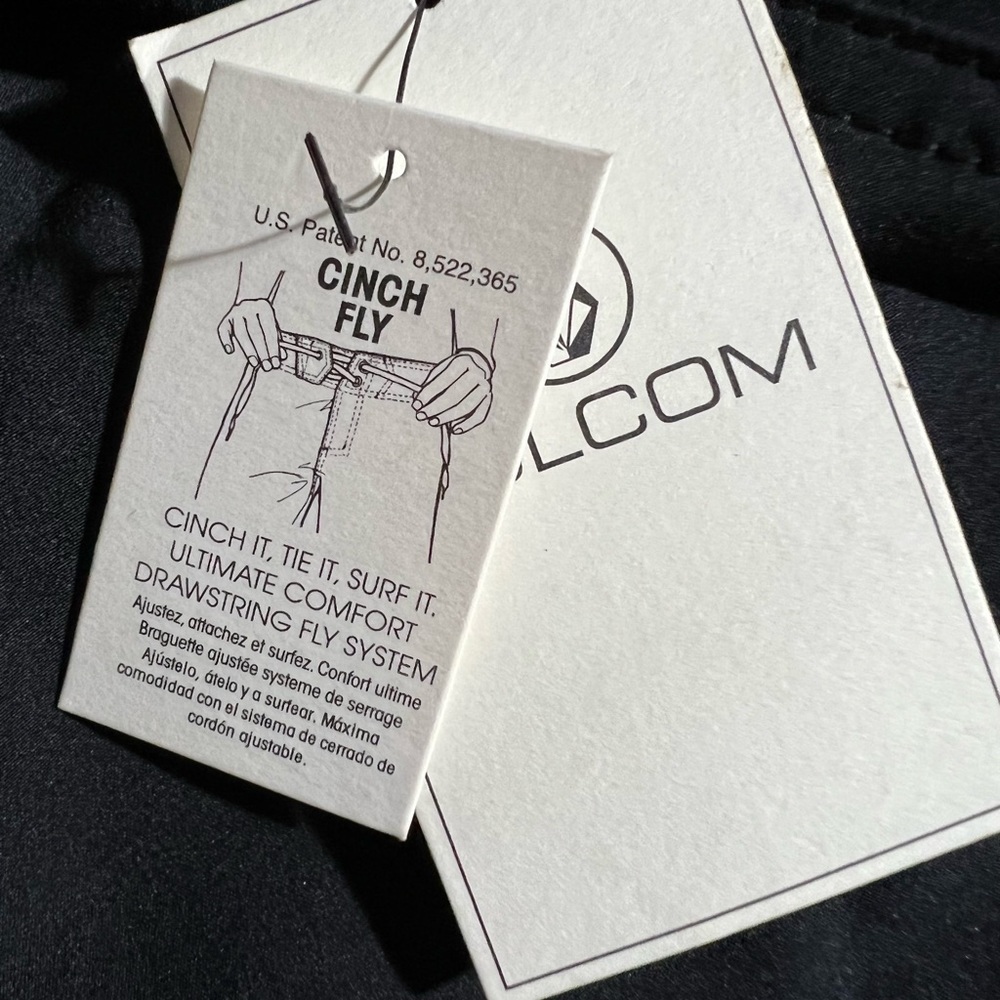 U.S. Patent No. 8,522,365
CINCH
FLY
CINCH IT, TIE IT, SURF IT.
ULTIMATE COMFORT
DRAWSTRING FLY SYSTEM
Ajustez, attachez et surfez. Confort ultime
Braguette ajustée systeme de serrage
Ajústelo, átelo y a surfear. Máxima
comodidad con el sistema de cerrado de
cordón ajustable.
LCOM